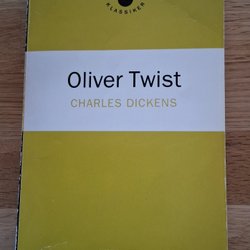 KLASSIKER
Oliver Twist
CHARLES DICKENS